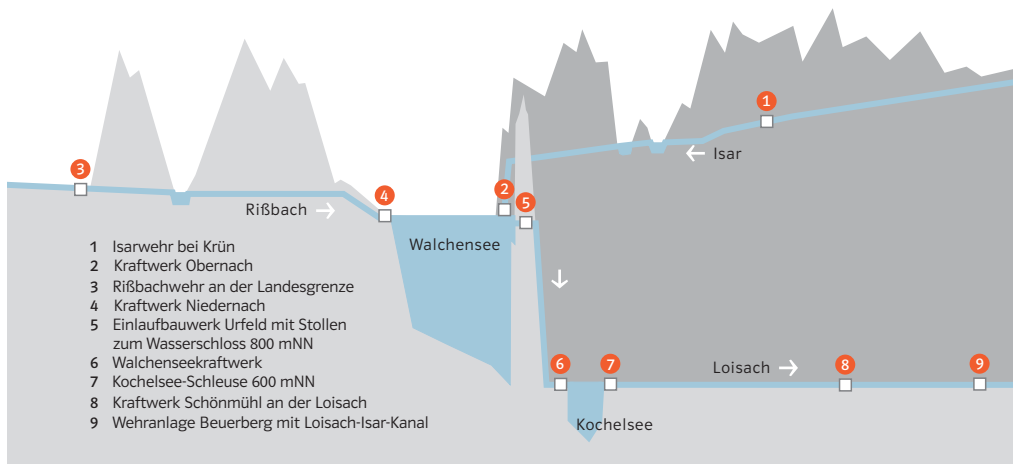 1
← Isar
3
2
4
5
Rißbach →
Walchensee
1 Isarwehr bei Krün
2 Kraftwerk Obernach
3 Rißbachwehr an der Landesgrenze
4 Kraftwerk Niedernach
5 Einlaufbauwerk Urfeld mit Stollen
zum Wasserschloss 800 mNN
6 Walchenseekraftwerk
7 Kochelsee-Schleuse 600 mNN
8 Kraftwerk Schönmühl an der Loisach
9 Wehranlage Beuerberg mit Loisach-Isar-Kanal
Loisach →
6
7
8
9
Kochelsee